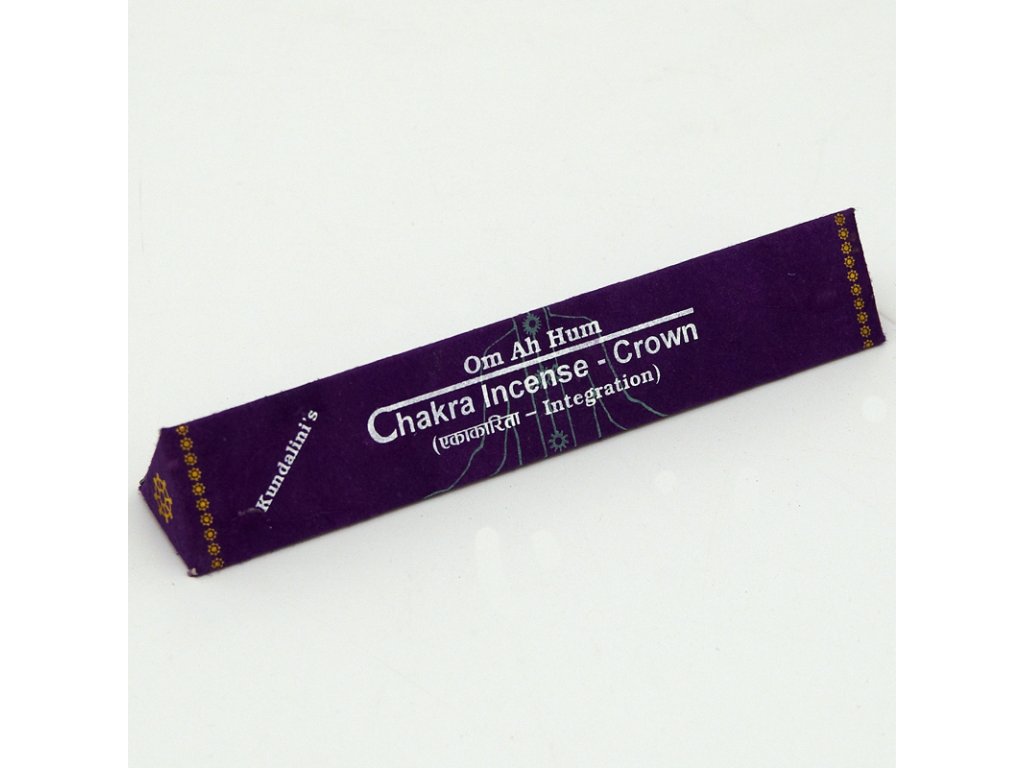 Kundalini's
Om Ah Hum
Chakra Incense - Crown
(एकाकारिता – Integration)